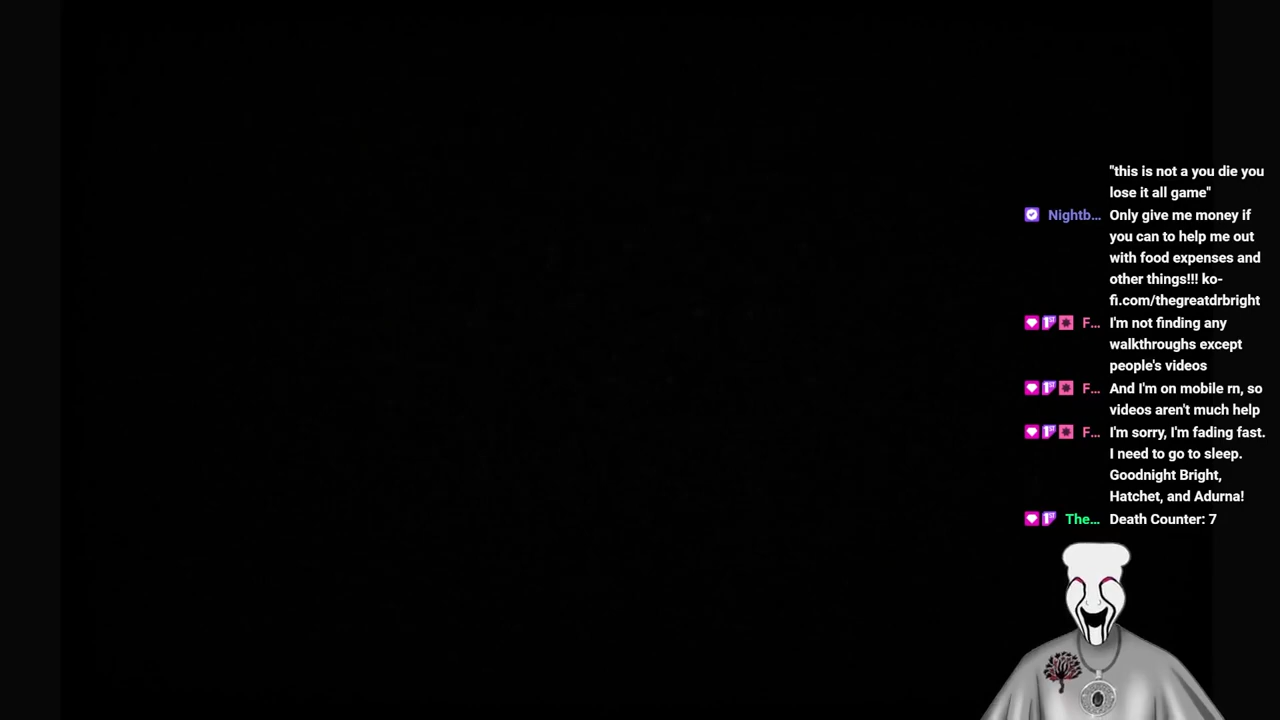 "this is not a you die you
lose it all game"
Nightb... Only give me money if
you can to help me out
with food expenses and
other things!!! ko-
fi.com/thegreatdrbright
F... I'm not finding any
walkthroughs except
people's videos
F... And I'm on mobile rn, so
videos aren't much help
F... I'm sorry, I'm fading fast.
I need to go to sleep.
Goodnight Bright,
Hatchet, and Adurna!
The... Death Counter: 7